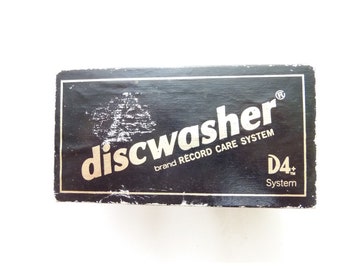 discwasher®
brand RECORD CARE SYSTEM
D4+
System